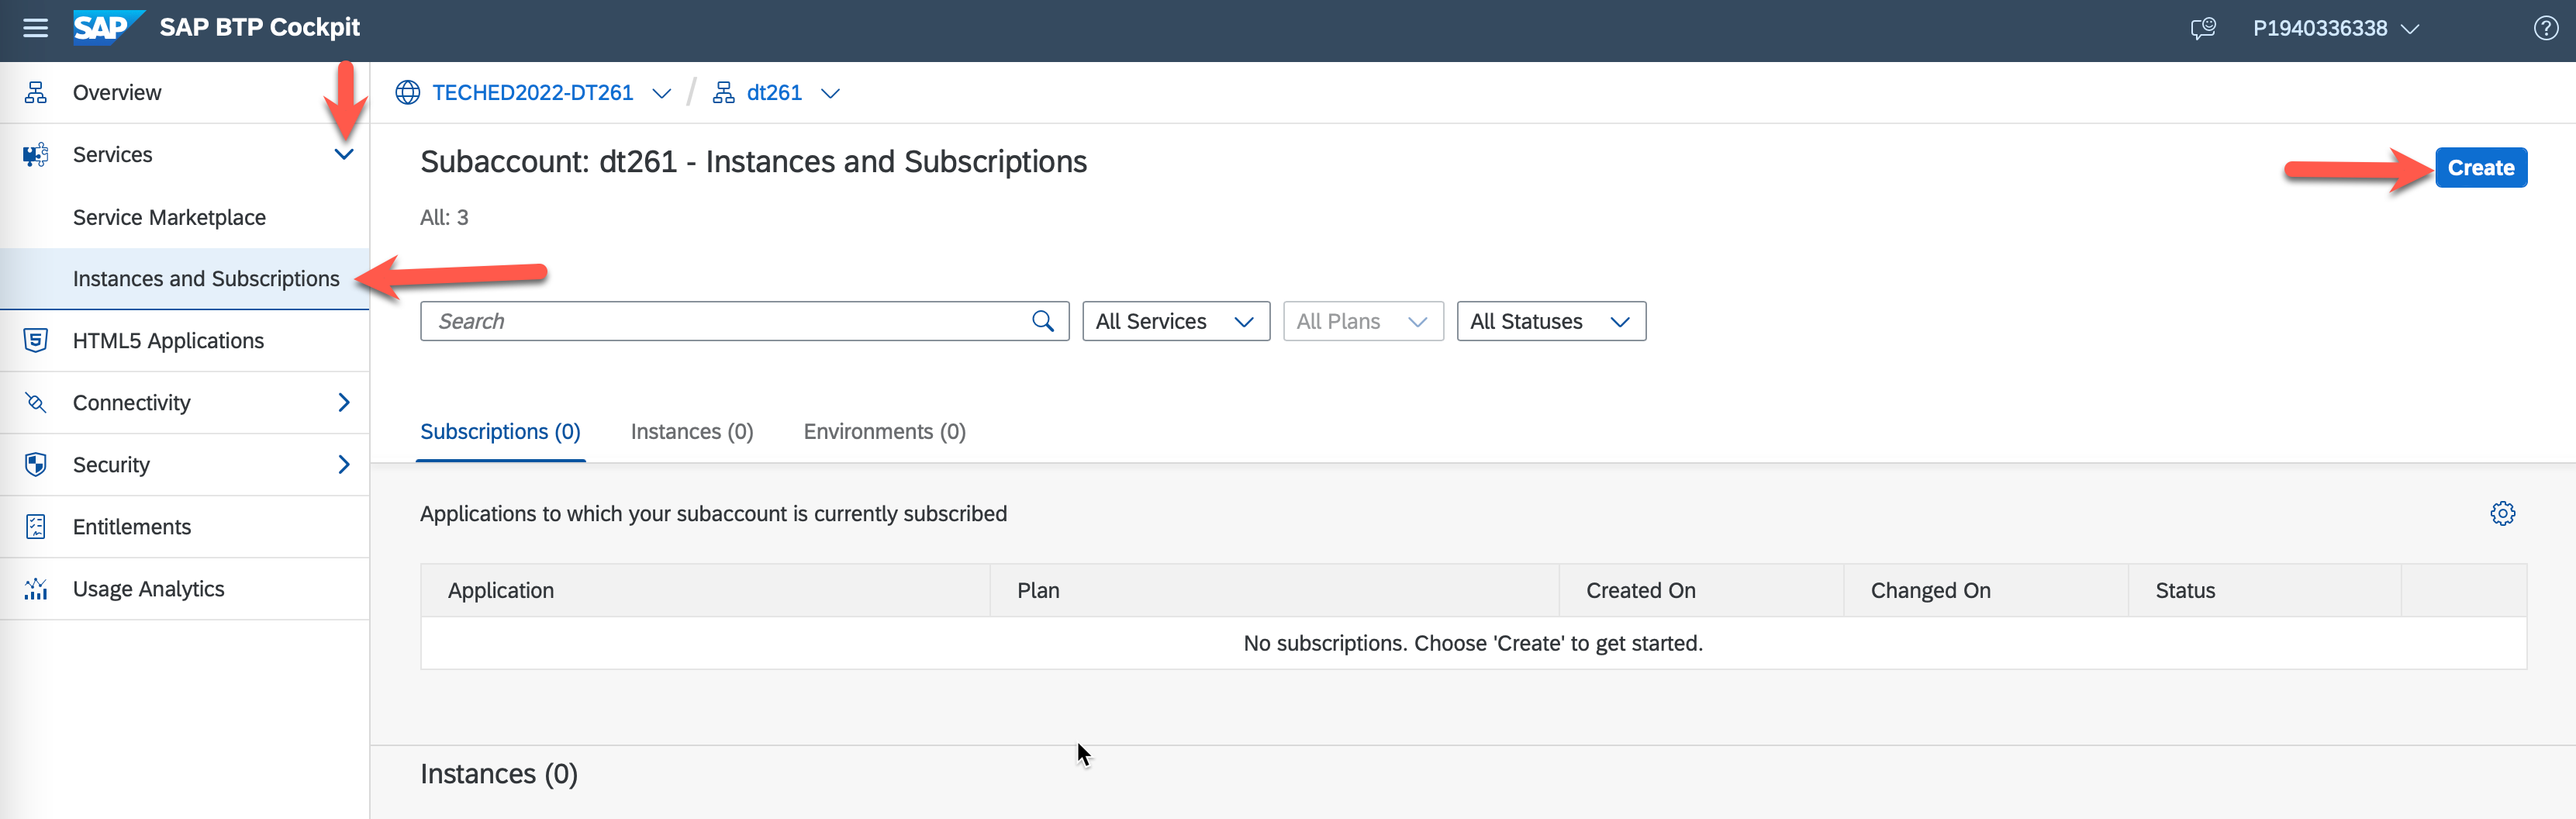 SAP SAP BTP Cockpit P1940336338
Overview
Services
Service Marketplace
Instances and Subscriptions
HTML5 Applications
Connectivity
Security
Entitlements
Usage Analytics
TECHED2022-DT261 / dt261
Subaccount: dt261 - Instances and Subscriptions
Create
All: 3
Search All Services All Plans All Statuses
Subscriptions (0) Instances (0) Environments (0)
Applications to which your subaccount is currently subscribed
Application Plan Created On Changed On Status
No subscriptions. Choose 'Create' to get started.
Instances (0)